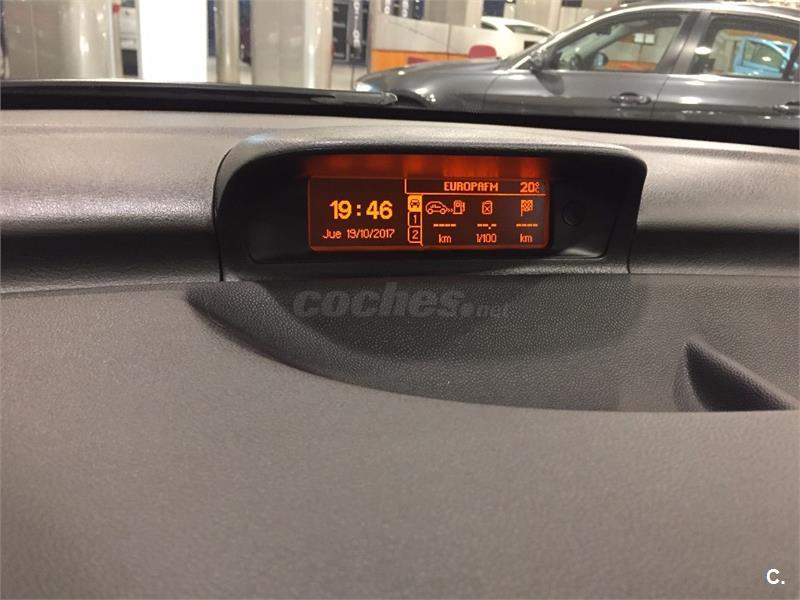 EUROPAFM 20°C
19:46
Jue 19/10/2017
1
2
---- --.- ----
km l/100 km
coches.net
C.